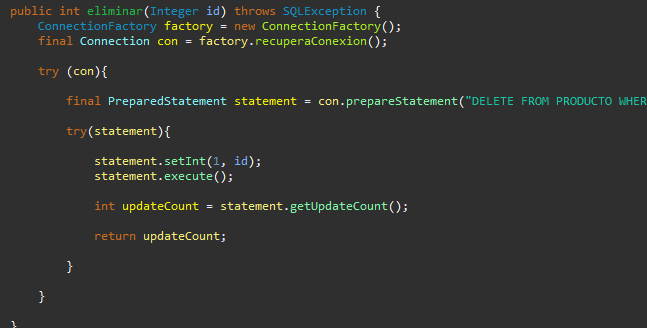 public int eliminar(Integer id) throws SQLException {
ConnectionFactory factory = new ConnectionFactory();
final Connection con = factory.recuperaConexion();
try (con){
final PreparedStatement statement = con.prepareStatement("DELETE FROM PRODUCTO WHER
try(statement){
statement.setInt(1, id);
statement.execute();
int updateCount = statement.getUpdateCount();
return updateCount;
}
}
}